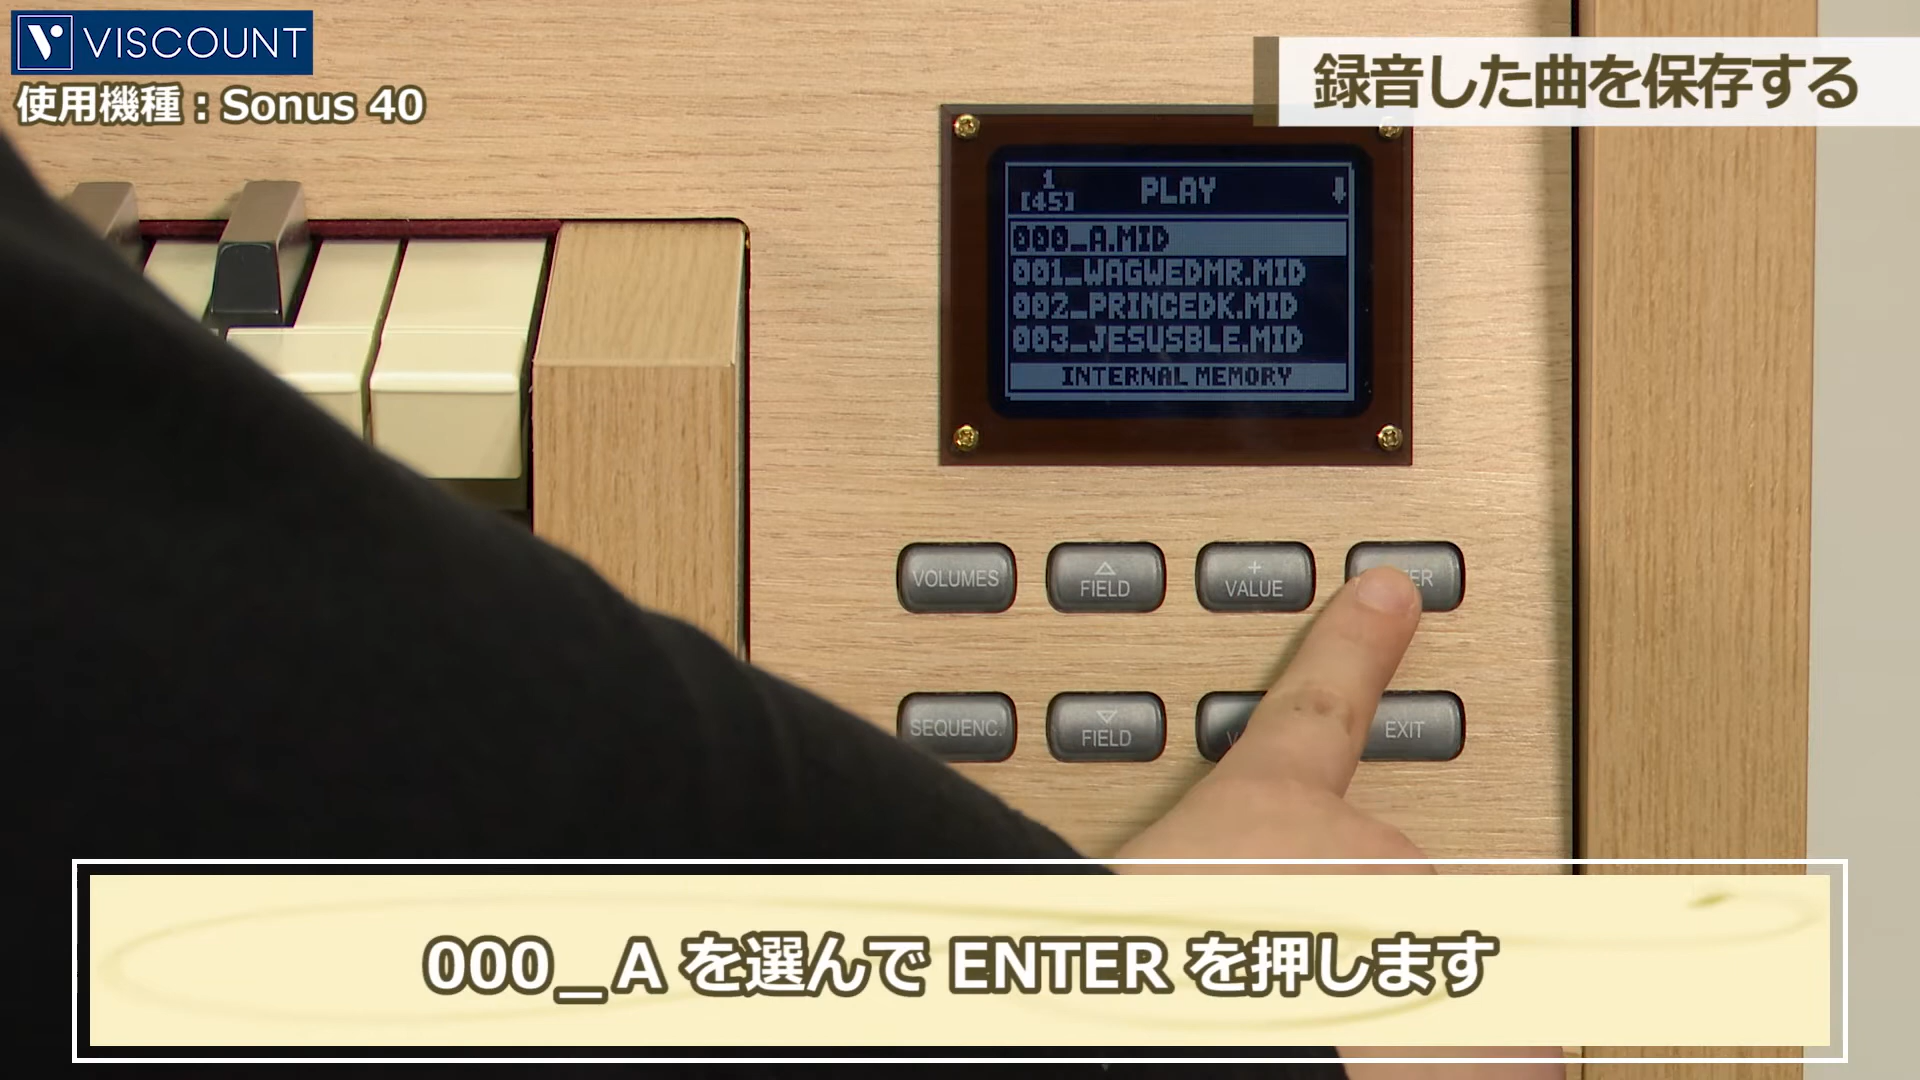 VISCOUNT
使用機種：Sonus 40
録音した曲を保存する
1
[45]
PLAY
000_A.MID
001_WAGWEDMR.MID
002_PRINCEDK.MID
003_JESUSBLE.MID
INTERNAL MEMORY
VOLUMES
FIELD
+
VALUE
SEQUENC.
FIELD
EXIT
000_A を選んで ENTER を押します